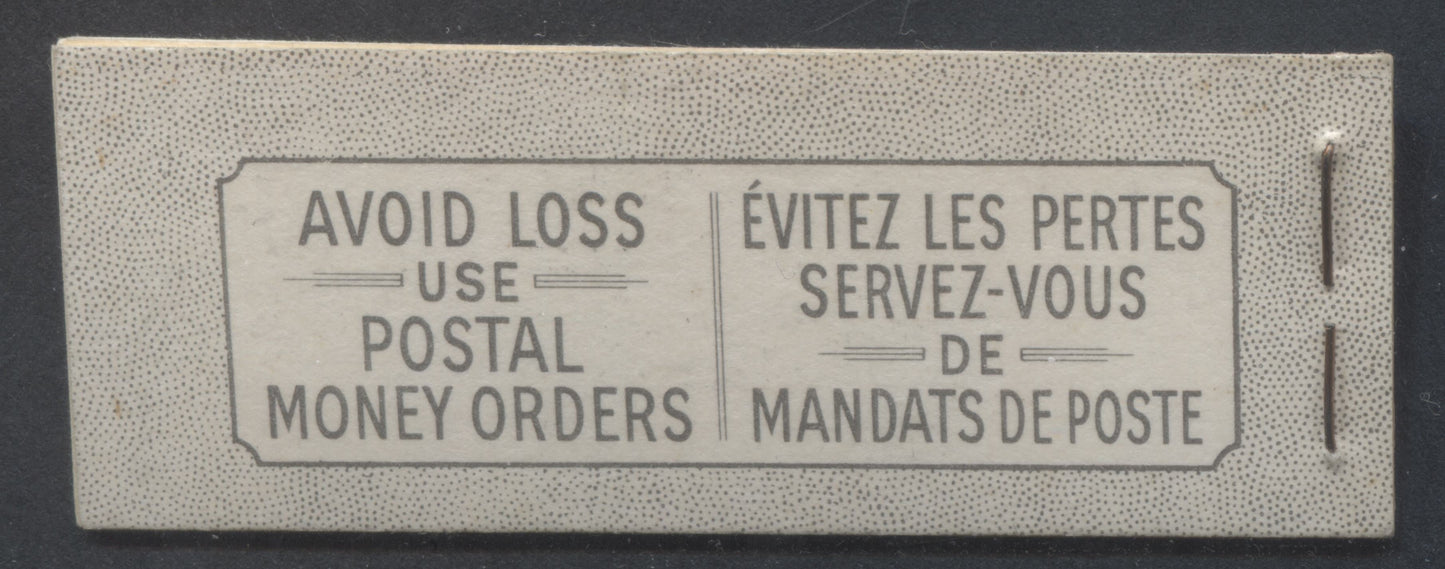 AVOID LOSS
USE
POSTAL
MONEY ORDERS
ÉVITEZ LES PERTES
SERVEZ-VOUS
DE
MANDATS DE POSTE